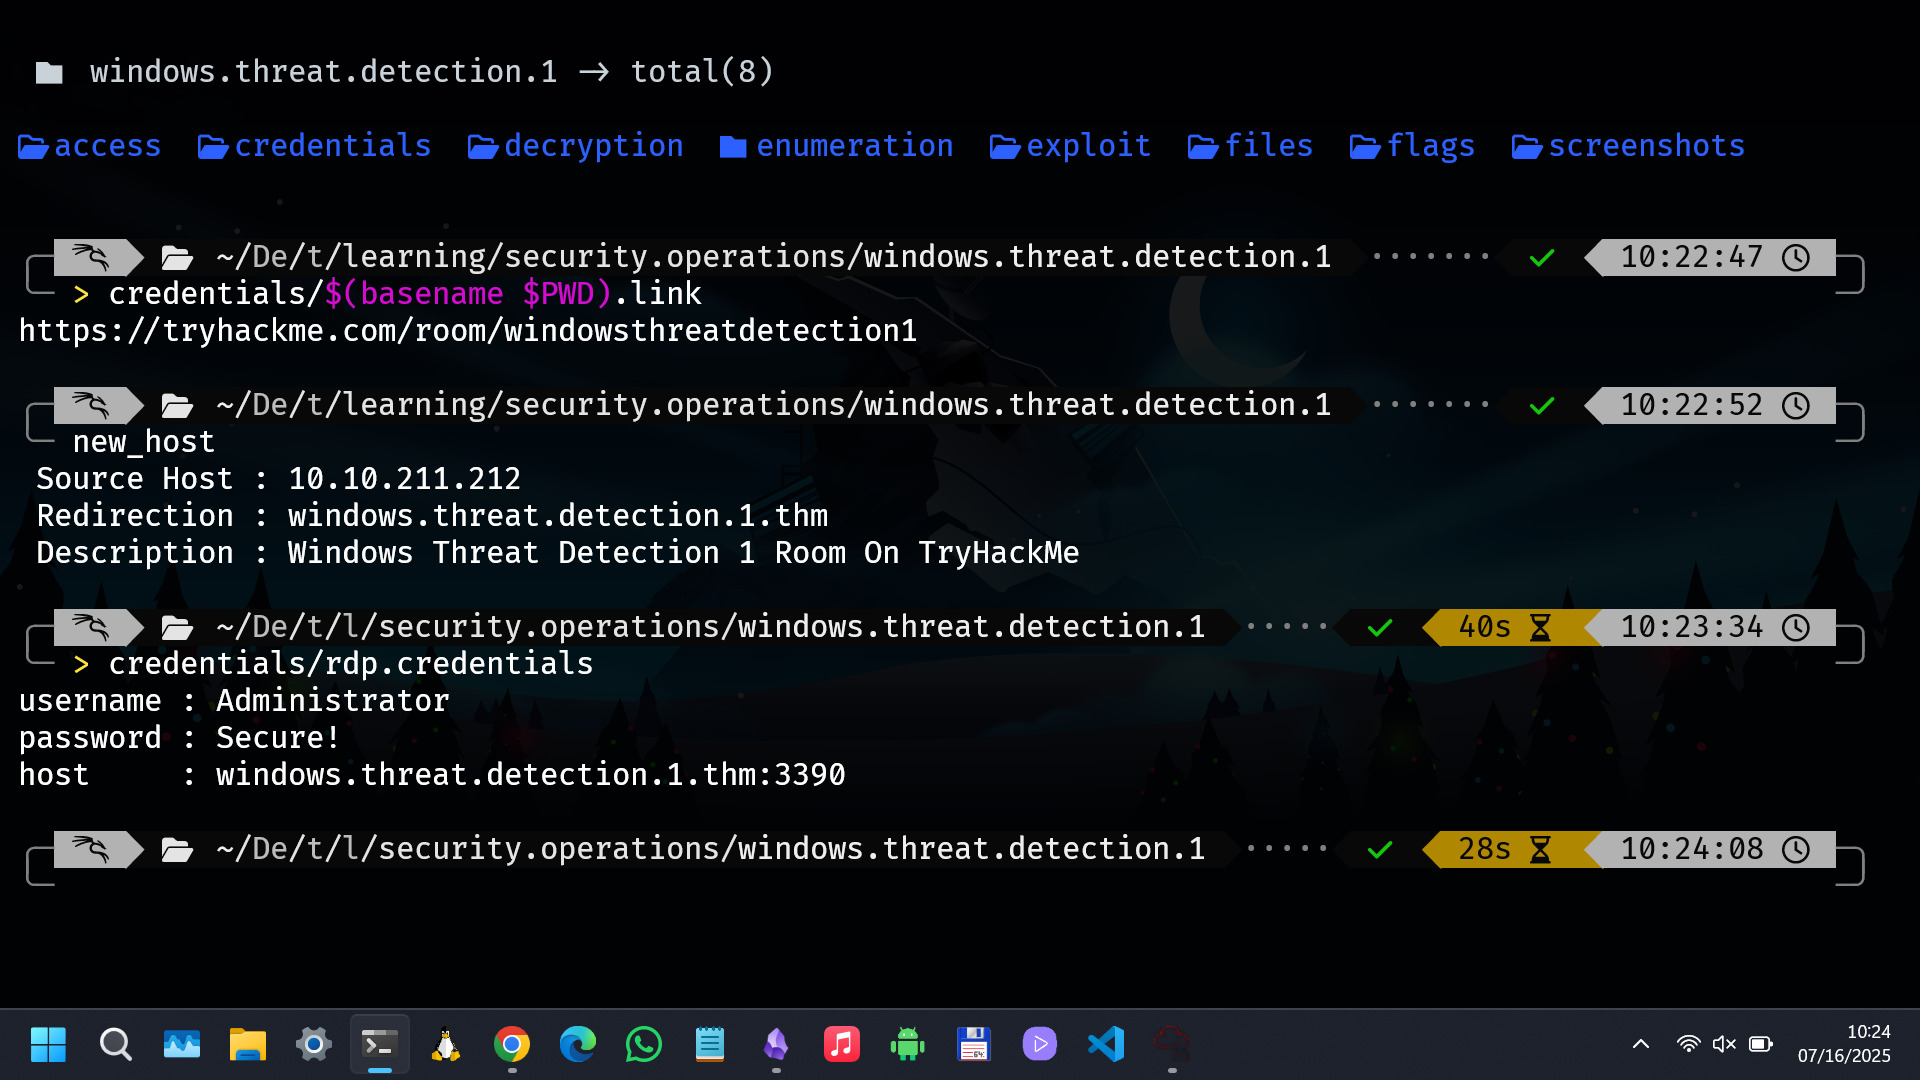 windows.threat.detection.1 → total(8)
access credentials decryption enumeration exploit files flags screenshots
~/De/t/learning/security.operations/windows.threat.detection.1 ······· ✓ 10:22:47
> credentials/$(basename $PWD).link
https://tryhackme.com/room/windowsthreatdetection1
~/De/t/learning/security.operations/windows.threat.detection.1 ······· ✓ 10:22:52
new_host
Source Host : 10.10.211.212
Redirection : windows.threat.detection.1.thm
Description : Windows Threat Detection 1 Room On TryHackMe
~/De/t/l/security.operations/windows.threat.detection.1 ····· ✓ 40s 10:23:34
> credentials/rdp.credentials
username : Administrator
password : Secure!
host     : windows.threat.detection.1.thm:3390
~/De/t/l/security.operations/windows.threat.detection.1 ····· ✓ 28s 10:24:08
10:24
07/16/2025